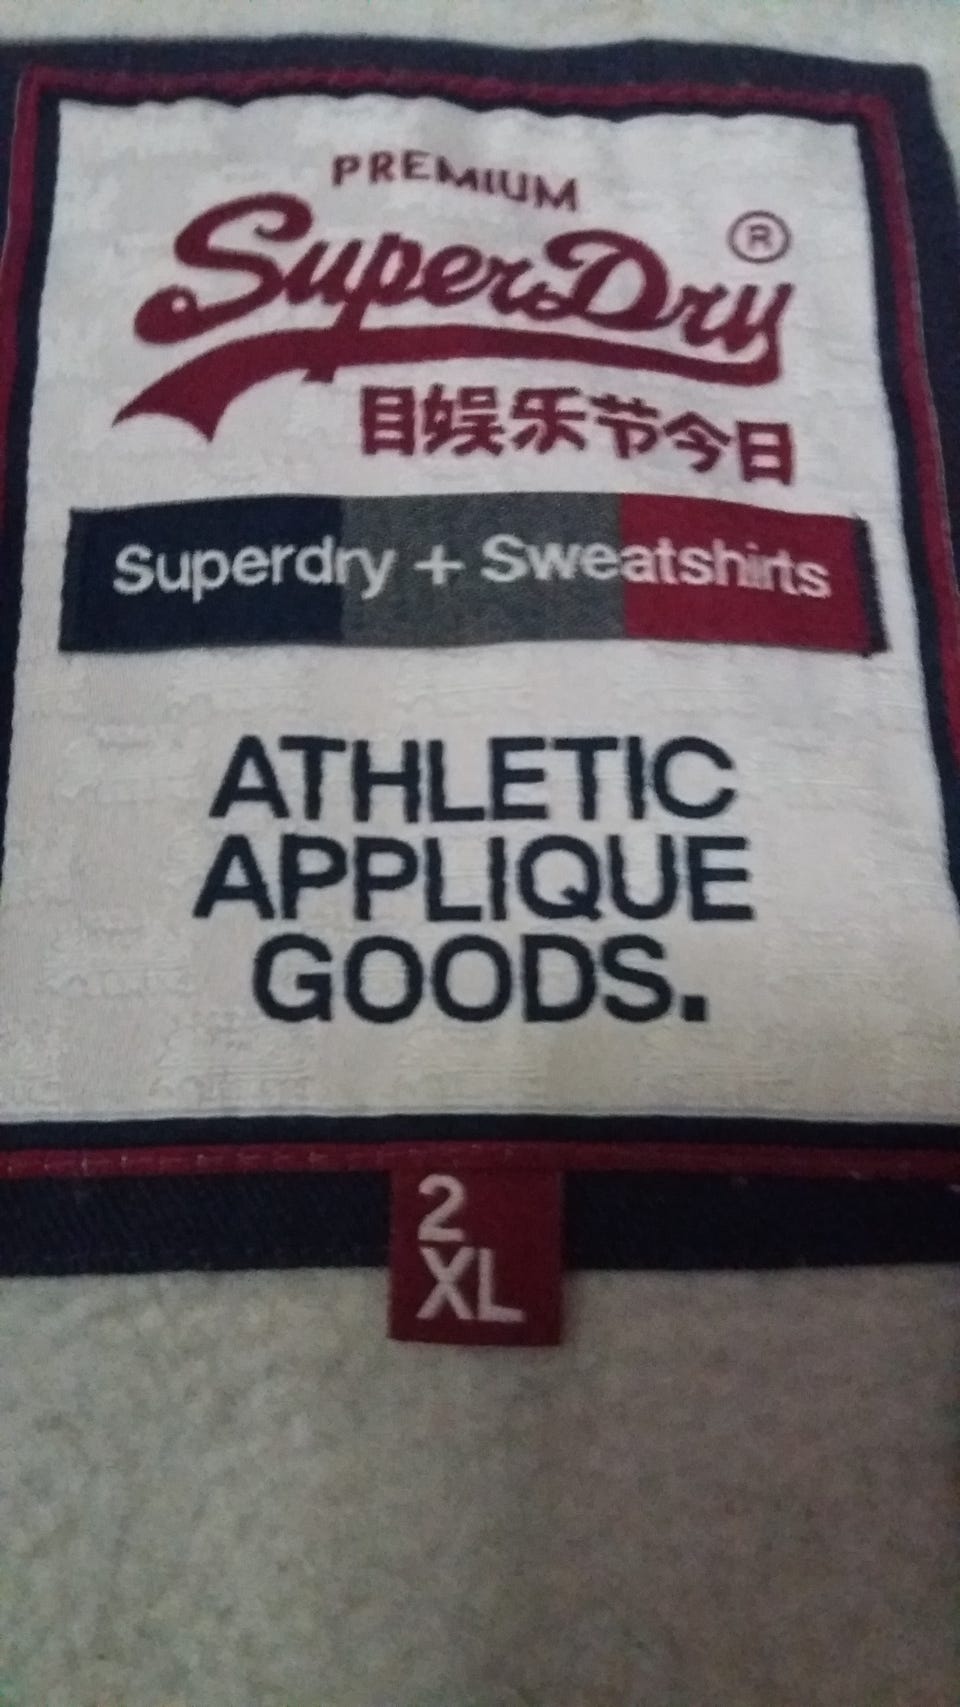 PREMIUM
SuperDry ®
目娱乐节今日
Superdry + Sweatshirts
ATHLETIC
APPLIQUE
GOODS.
2
XL